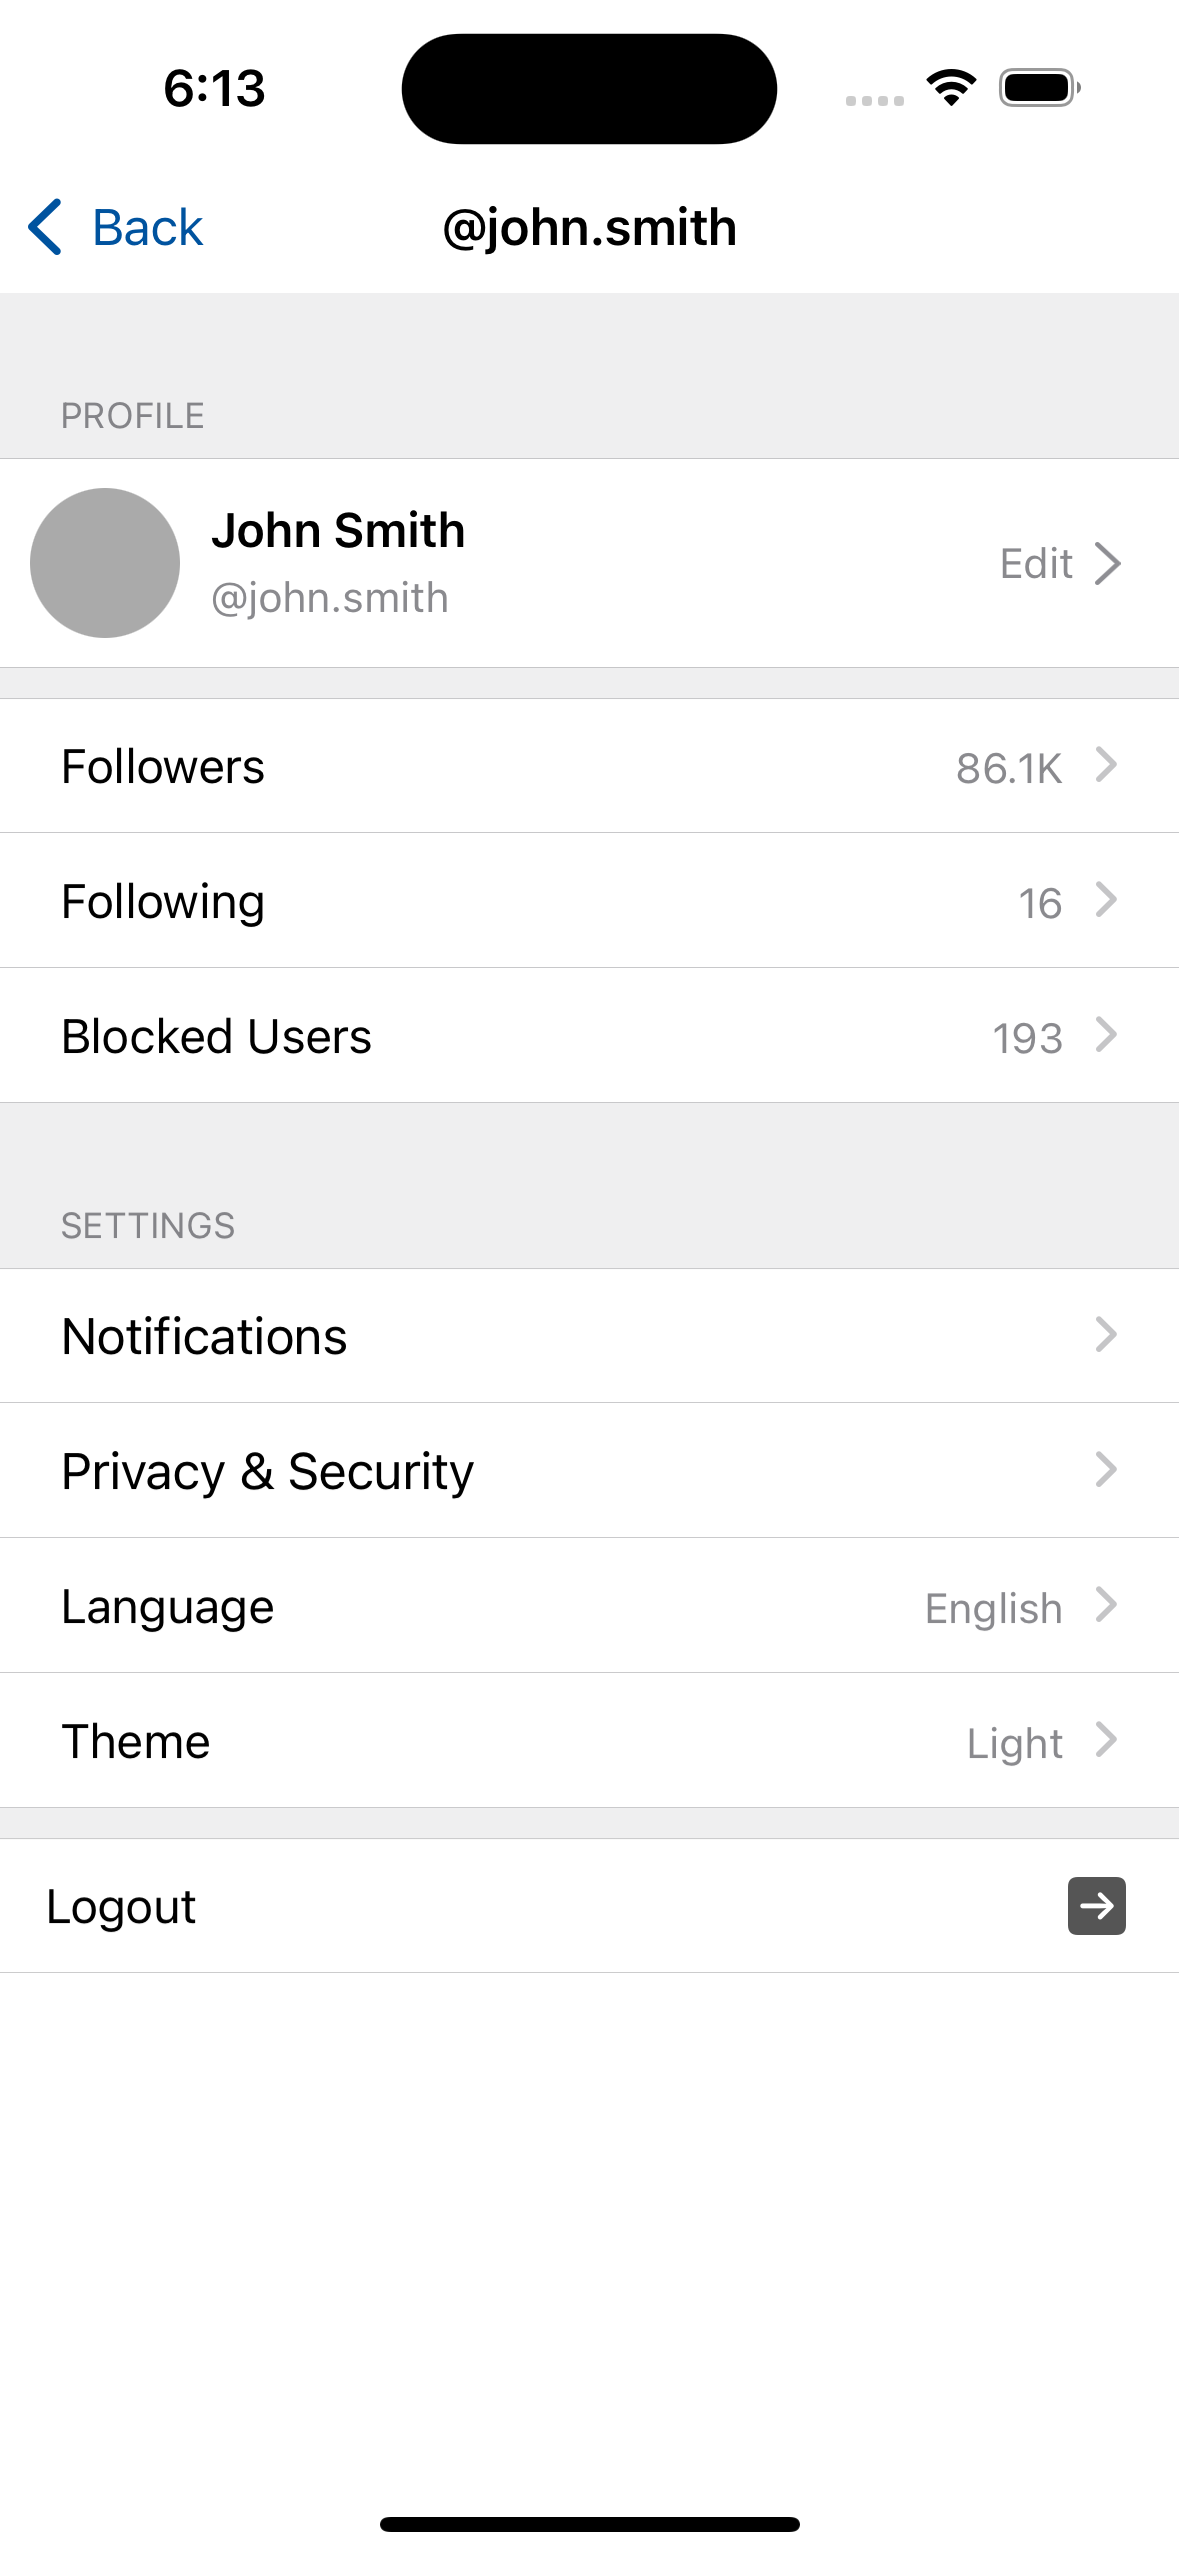 6:13
Back
@john.smith
PROFILE
John Smith
@john.smith
Edit
Followers
86.1K
Following
16
Blocked Users
193
SETTINGS
Notifications
Privacy & Security
Language
English
Theme
Light
Logout